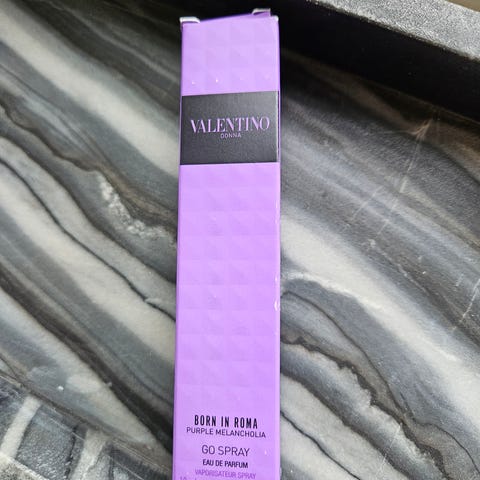 VALENTINO
DONNA
BORN IN ROMA
PURPLE MELANCHOLIA
GO SPRAY
EAU DE PARFUM
VAPORISATEUR SPRAY